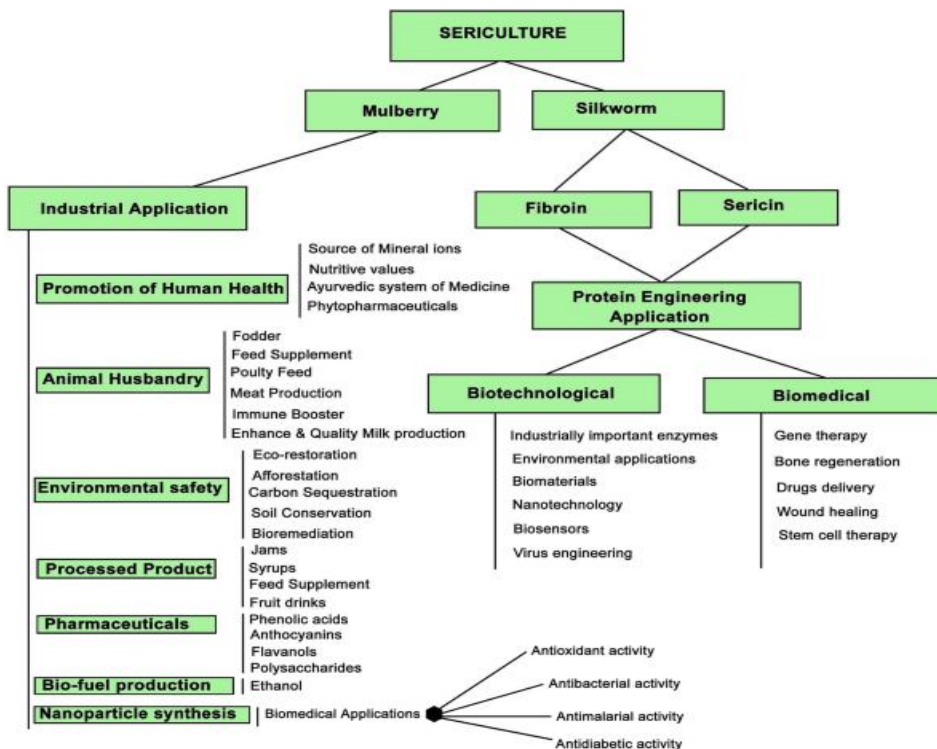 SERICULTURE
Mulberry
Silkworm
Industrial Application
Fibroin
Sericin
Promotion of Human Health
Source of Mineral ions
Nutritive values
Ayurvedic system of Medicine
Phytopharmaceuticals
Animal Husbandry
Fodder
Feed Supplement
Poulty Feed
Meat Production
Immune Booster
Enhance & Quality Milk production
Environmental safety
Eco-restoration
Afforestation
Carbon Sequestration
Soil Conservation
Bioremediation
Processed Product
Jams
Syrups
Feed Supplement
Fruit drinks
Pharmaceuticals
Phenolic acids
Anthocyanins
Flavanols
Polysaccharides
Bio-fuel production
Ethanol
Nanoparticle synthesis
Biomedical Applications
Antioxidant activity
Antibacterial activity
Antimalarial activity
Antidiabetic activity
Protein Engineering
Application
Biotechnological
Industrially important enzymes
Environmental applications
Biomaterials
Nanotechnology
Biosensors
Virus engineering
Biomedical
Gene therapy
Bone regeneration
Drugs delivery
Wound healing
Stem cell therapy